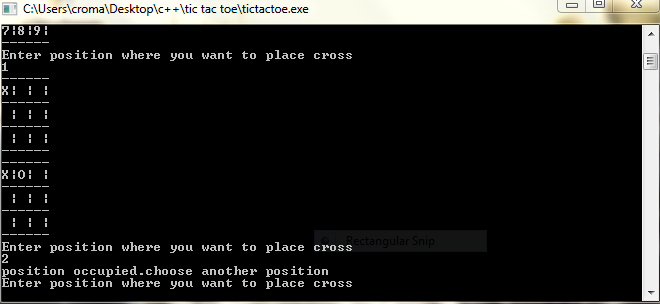 C:\Users\croma\Desktop\c++\tic tac toe\tictactoe.exe
7|8|9|
------
Enter position where you want to place cross
1
------
X| | |
------
 | | |
------
 | | |
------
------
X|O| |
------
 | | |
------
 | | |
------
Enter position where you want to place cross
2
position occupied.choose another position
Enter position where you want to place cross
Rectangular Snip